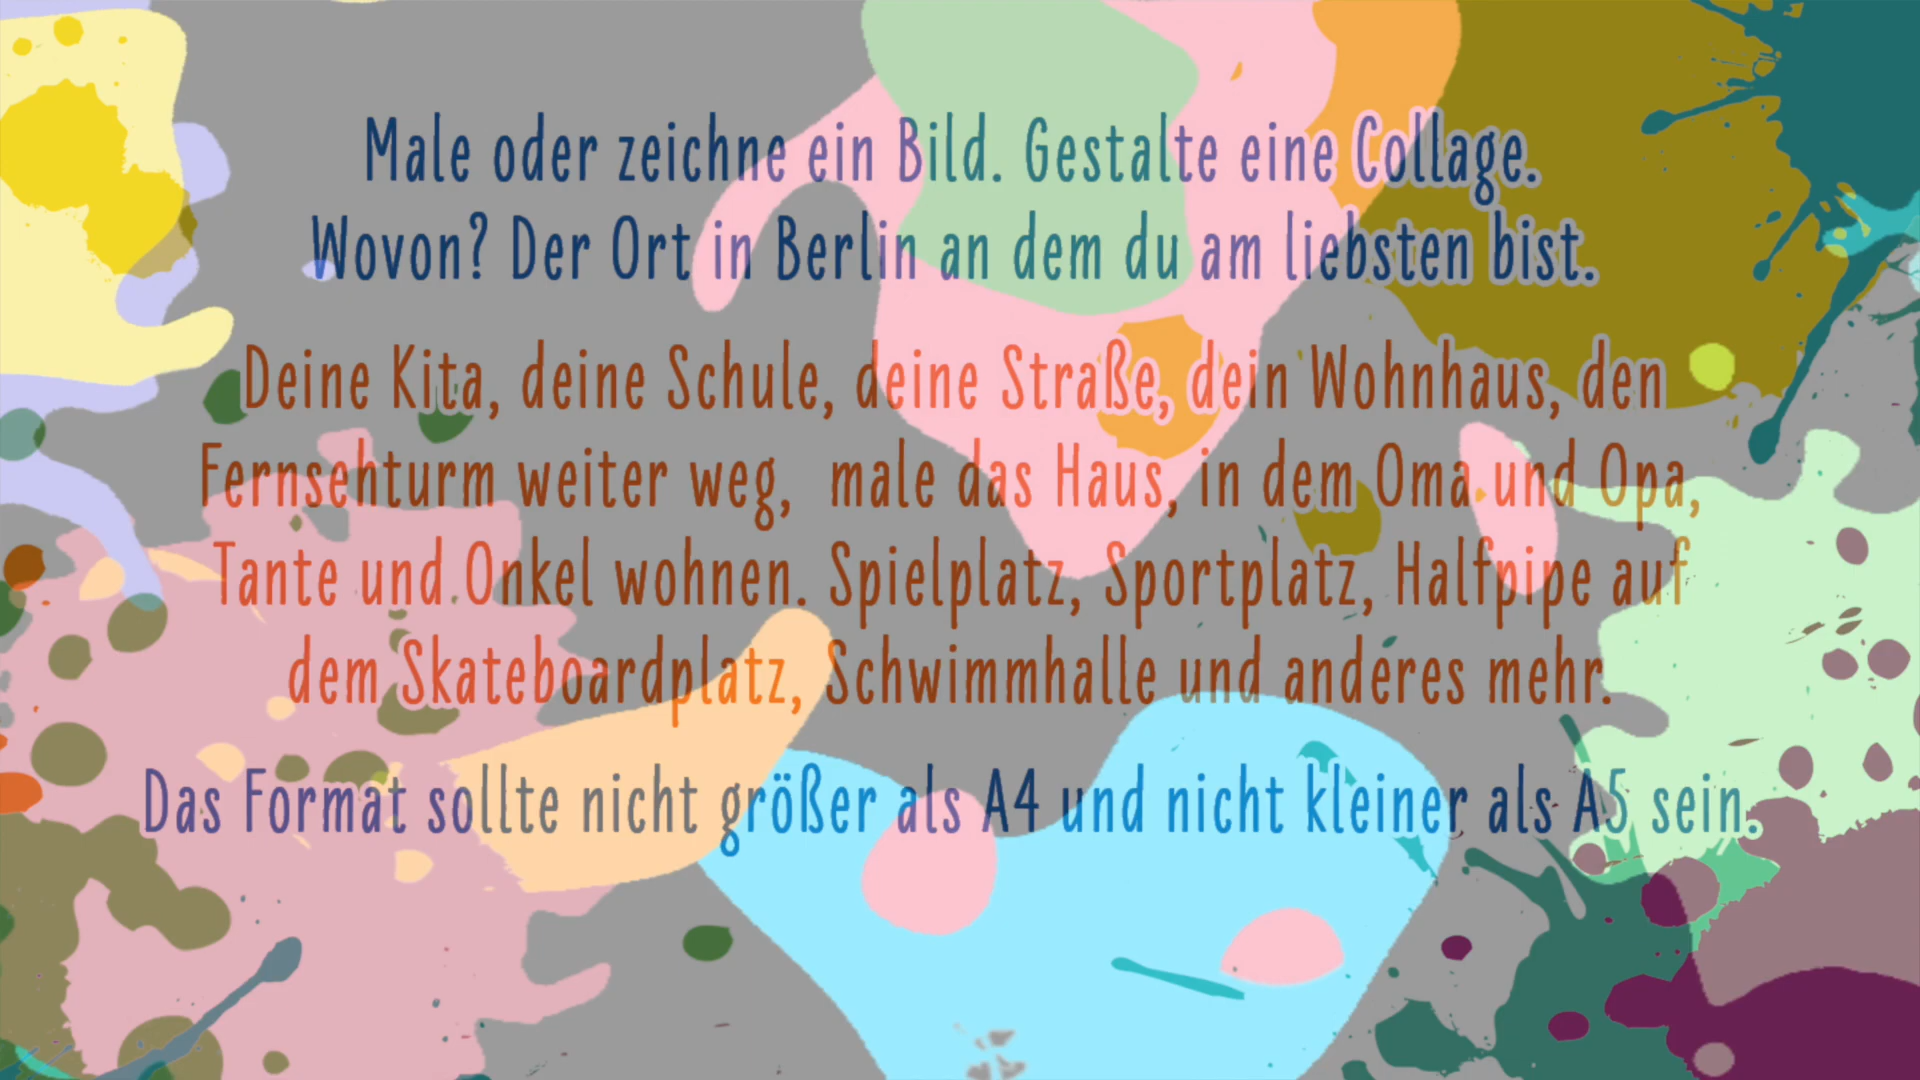 Male oder zeichne ein Bild. Gestalte eine Collage.
Wovon? Der Ort in Berlin an dem du am liebsten bist.
Deine Kita, deine Schule, deine Straße, dein Wohnhaus, den
Fernsehturm weiter weg, male das Haus, in dem Oma und Opa,
Tante und Onkel wohnen. Spielplatz, Sportplatz, Halfpipe auf
dem Skateboardplatz, Schwimmhalle und anderes mehr.
Das Format sollte nicht größer als A4 und nicht kleiner als A5 sein.